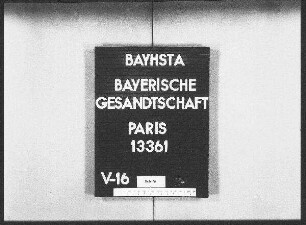 BAYHSTA
BAYERISCHE
GESANDTSCHAFT
PARIS
13361
V-16